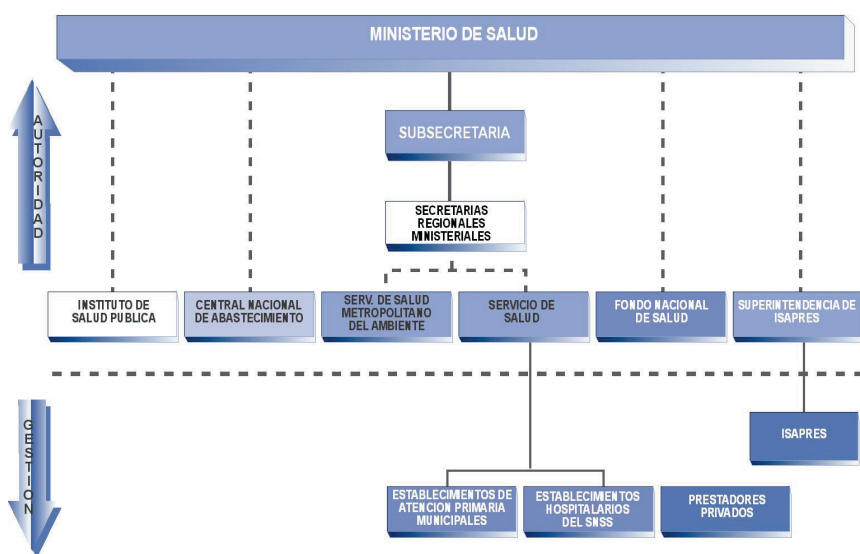 MINISTERIO DE SALUD
AUTORIDAD
SUBSECRETARIA
SECRETARIAS
REGIONALES
MINISTERIALES
INSTITUTO DE
SALUD PUBLICA
CENTRAL NACIONAL
DE ABASTECIMIENTO
SERV. DE SALUD
METROPOLITANO
DEL AMBIENTE
SERVICIO DE
SALUD
FONDO NACIONAL
DE SALUD
SUPERINTENDENCIA DE
ISAPRES
GESTION
ISAPRES
ESTABLECIMIENTOS DE
ATENCION PRIMARIA
MUNICIPALES
ESTABLECIMIENTOS
HOSPITALARIOS
DEL SNSS
PRESTADORES
PRIVADOS